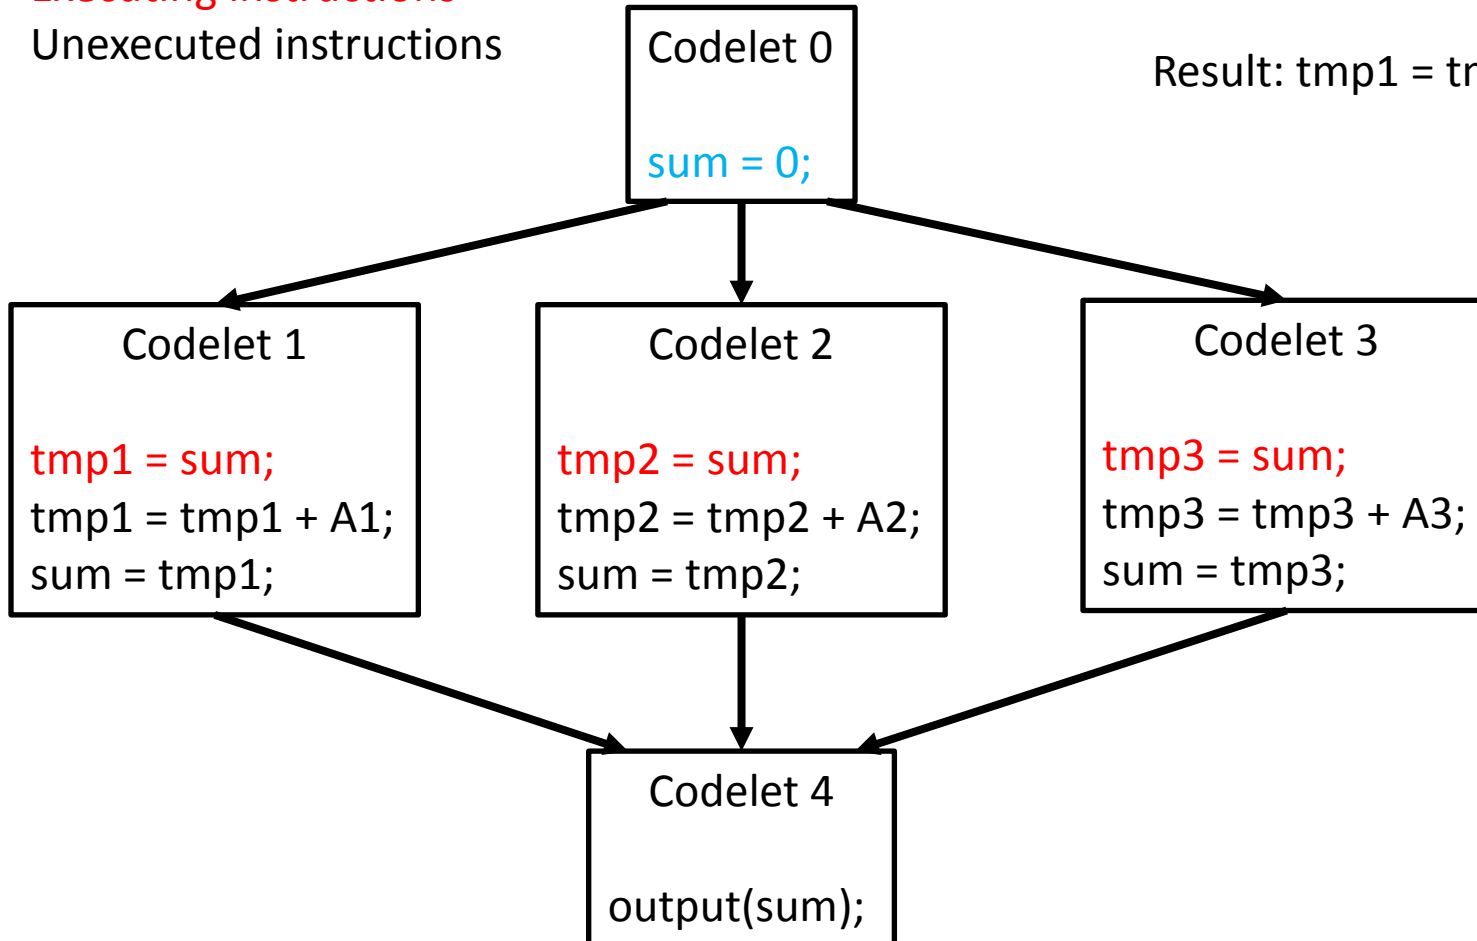 Executing instructions
Unexecuted instructions
Result: tmp1 =
Codelet 0
sum = 0;
Codelet 1
tmp1 = sum;
tmp1 = tmp1 + A1;
sum = tmp1;
Codelet 2
tmp2 = sum;
tmp2 = tmp2 + A2;
sum = tmp2;
Codelet 3
tmp3 = sum;
tmp3 = tmp3 + A3;
sum = tmp3;
Codelet 4
output(sum);